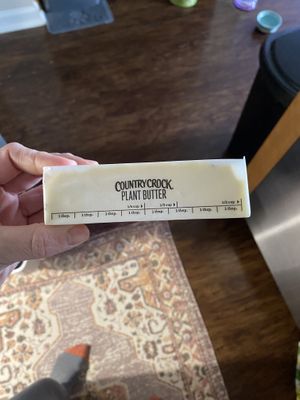 COUNTRY CROCK
PLANT BUTTER
1/4 cup 1/3 cup 1/2 cup
1 tbsp. 1 tbsp. 1 tbsp. 1 tbsp. 1 tbsp. 1 tbsp. 1 tbsp. 1 tbsp.